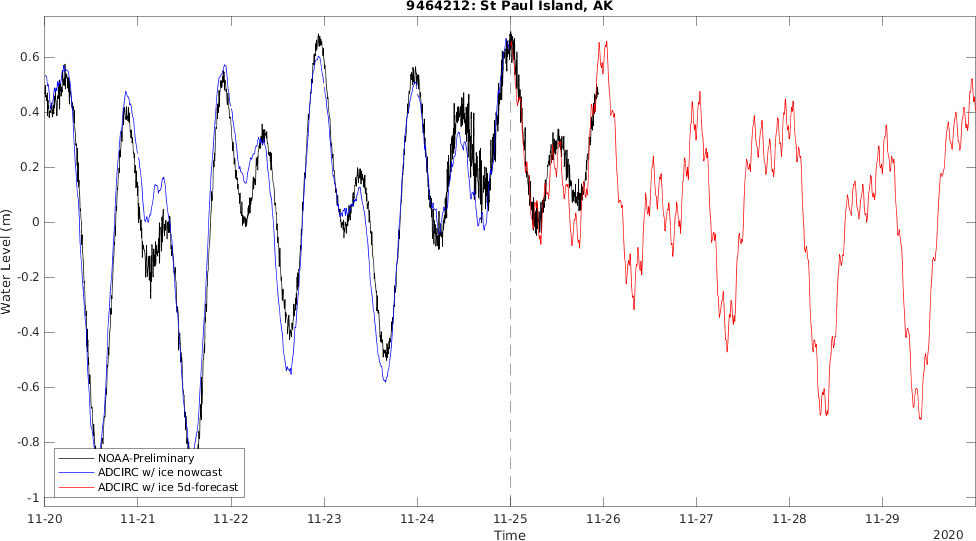 9464212: St Paul Island, AK
Water Level (m)
0.6
0.4
0.2
0
-0.2
-0.4
-0.6
-0.8
-1
NOAA-Preliminary
ADCIRC w/ ice nowcast
ADCIRC w/ ice 5d-forecast
11-20 11-21 11-22 11-23 11-24 11-25 11-26 11-27 11-28 11-29
Time
2020